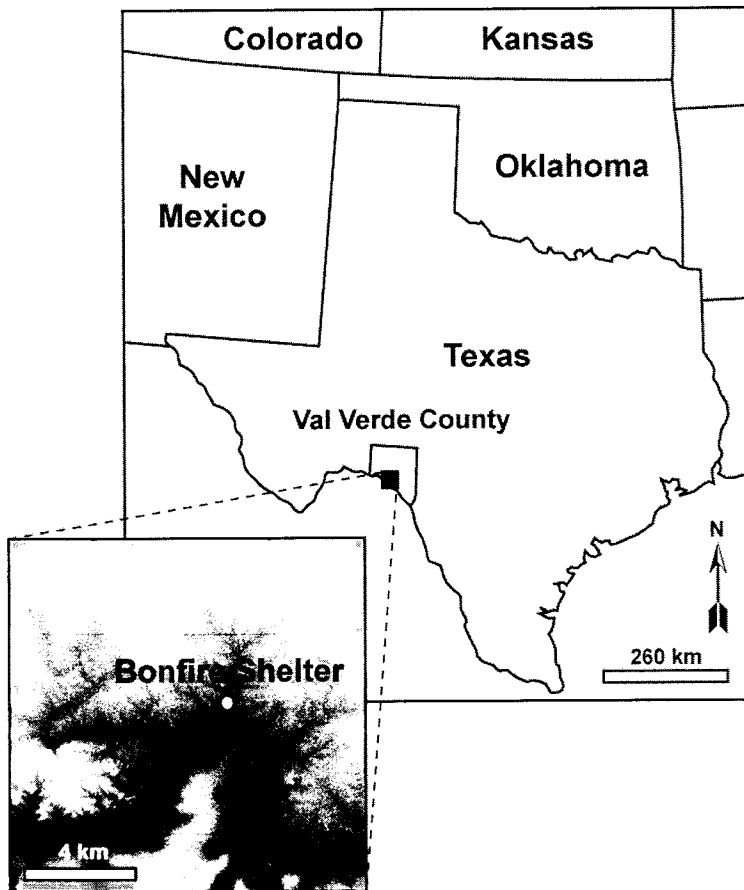 Colorado
Kansas
New
Mexico
Oklahoma
Texas
Val Verde County
N
260 km
Bonfire Shelter
4 km